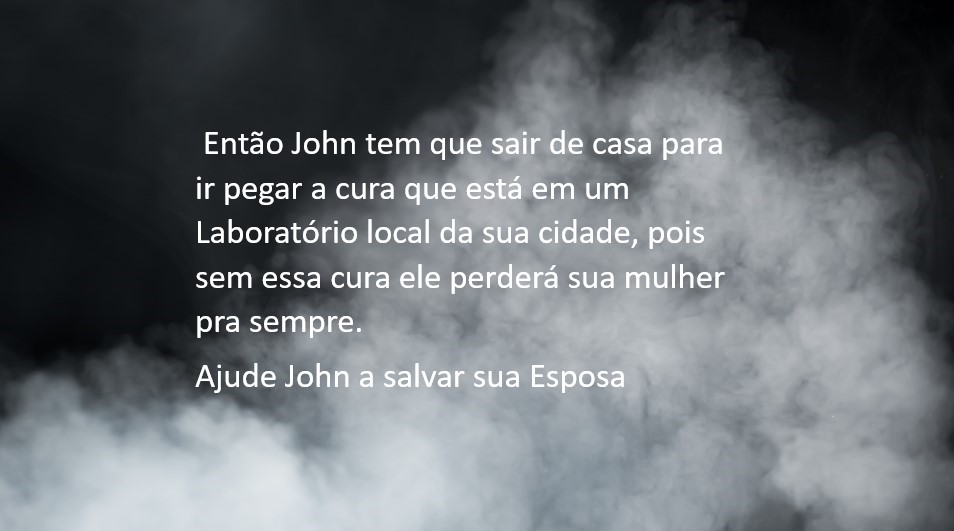 Então John tem que sair de casa para
ir pegar a cura que está em um
Laboratório local da sua cidade, pois
sem essa cura ele perderá sua mulher
pra sempre.
Ajude John a salvar sua Esposa